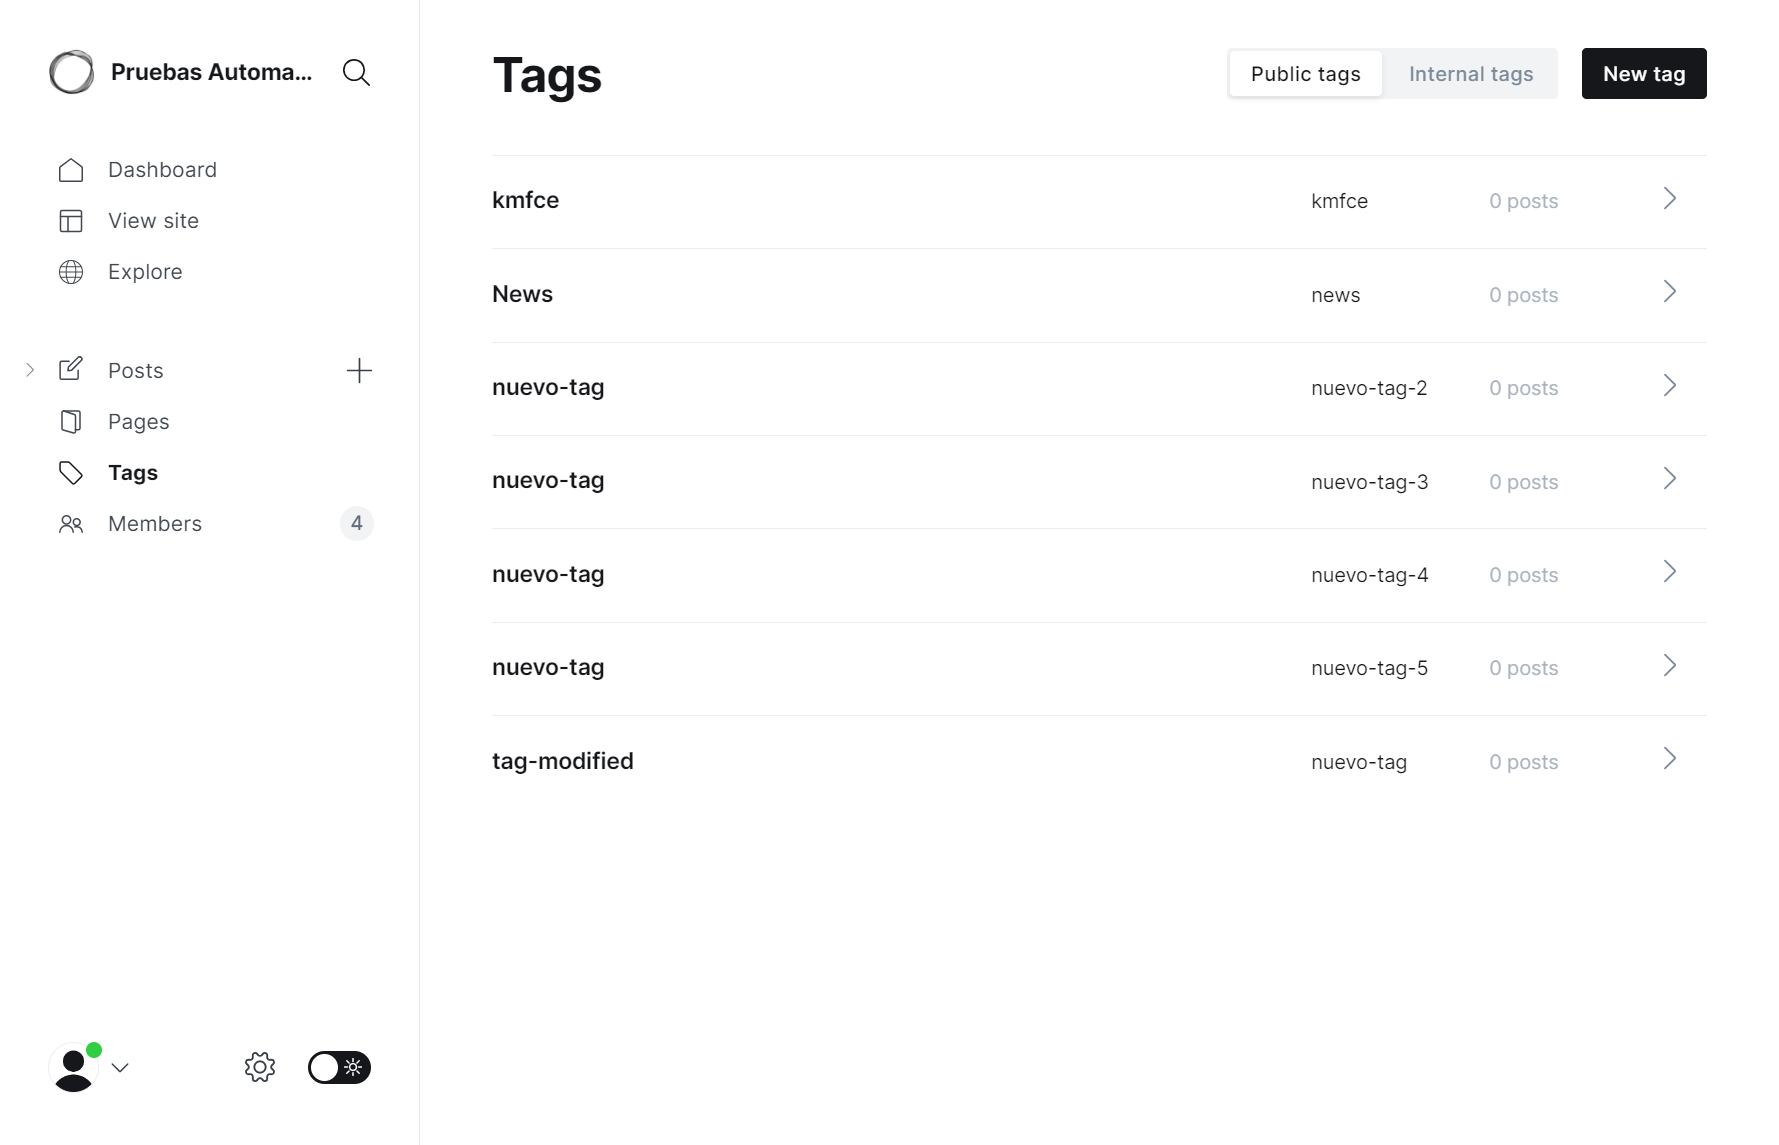 Pruebas Automa...
Dashboard
View site
Explore
Posts
Pages
Tags
Members 4
Tags
Public tags Internal tags New tag
kmfce kmfce 0 posts
News news 0 posts
nuevo-tag nuevo-tag-2 0 posts
nuevo-tag nuevo-tag-3 0 posts
nuevo-tag nuevo-tag-4 0 posts
nuevo-tag nuevo-tag-5 0 posts
tag-modified nuevo-tag 0 posts